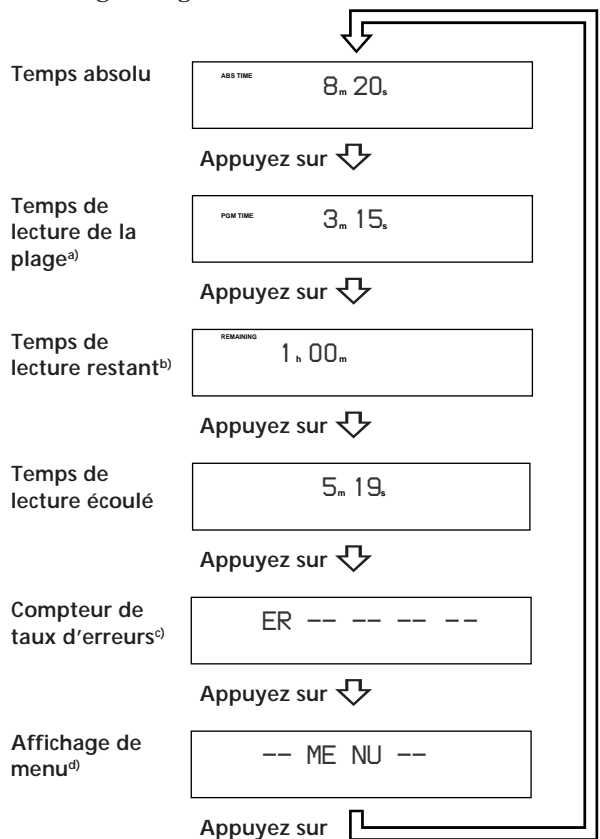 Temps absolu
ABS TIME
8m 20s
Appuyez sur
Temps de
lecture de la
plagea)
PGM TIME
3m 15s
Appuyez sur
Temps de
lecture restantb)
REMAINING
1h 00m
Appuyez sur
Temps de
lecture écoulé
5m 19s
Appuyez sur
Compteur de
taux d'erreursc)
ER -- -- -- --
Appuyez sur
Affichage de
menud)
-- ME NU --
Appuyez sur